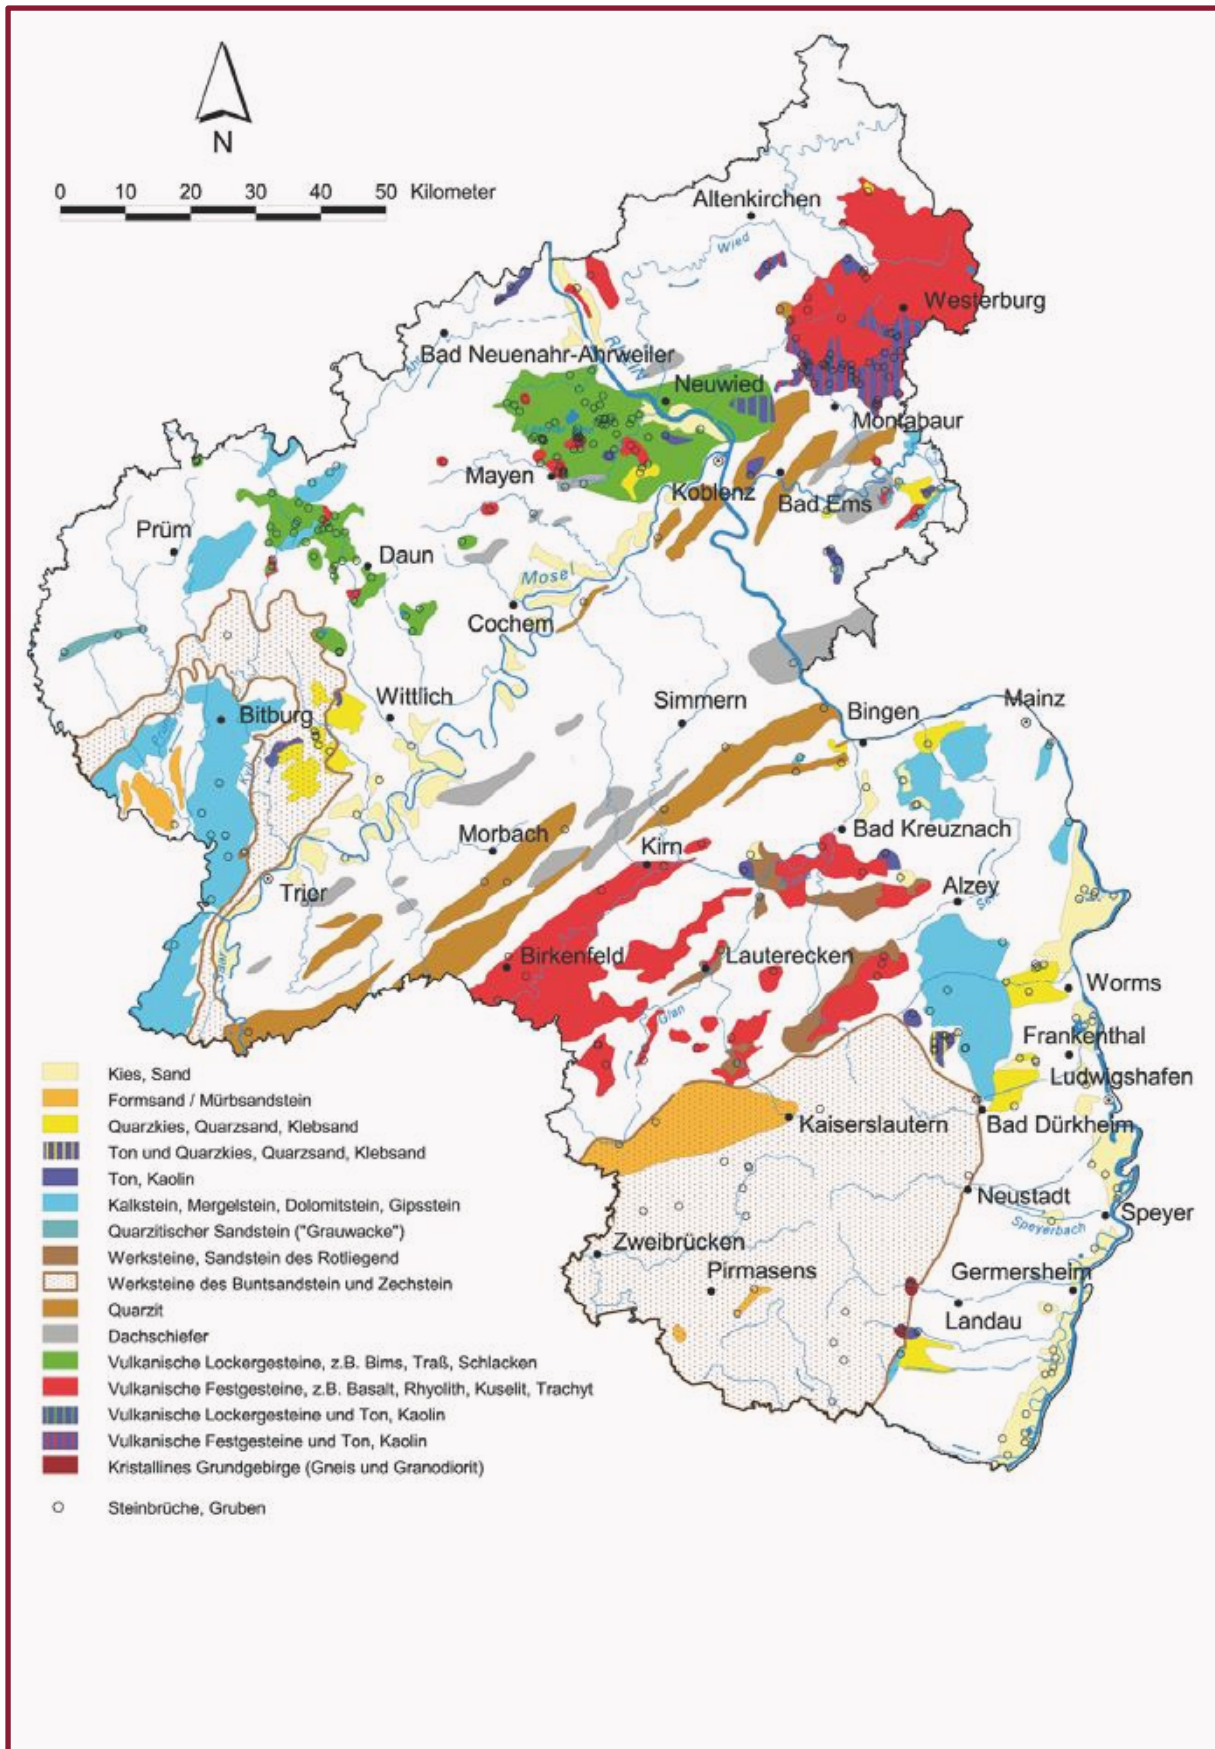 N
0 10 20 30 40 50 Kilometer
Altenkirchen
Wied
Westerburg
Rhein
Bad Neuenahr-Ahrweiler
Ahr
Neuwied
Montabaur
Mayen
Koblenz
Bad Ems
Prüm
Daun
Mosel
Cochem
Wittlich
Simmern
Mainz
Bitburg
Bingen
Kyll
Morbach
Kirn
Bad Kreuznach
Trier
Alzey
Selz
Saar
Birkenfeld
Lauterecken
Worms
Glan
Frankenthal
Ludwigshafen
Kaiserslautern
Bad Dürkheim
Neustadt
Speyerbach
Speyer
Zweibrücken
Pirmasens
Germersheim
Landau
Kies, Sand
Formsand / Mürbsandstein
Quarzkies, Quarzsand, Klebsand
Ton und Quarzkies, Quarzsand, Klebsand
Ton, Kaolin
Kalkstein, Mergelstein, Dolomitstein, Gipsstein
Quarzitischer Sandstein ("Grauwacke")
Werksteine, Sandstein des Rotliegend
Werksteine des Buntsandstein und Zechstein
Quarzit
Dachschiefer
Vulkanische Lockergesteine, z.B. Bims, Traß, Schlacken
Vulkanische Festgesteine, z.B. Basalt, Rhyolith, Kuselit, Trachyt
Vulkanische Lockergesteine und Ton, Kaolin
Vulkanische Festgesteine und Ton, Kaolin
Kristallines Grundgebirge (Gneis und Granodiorit)
Steinbrüche, Gruben